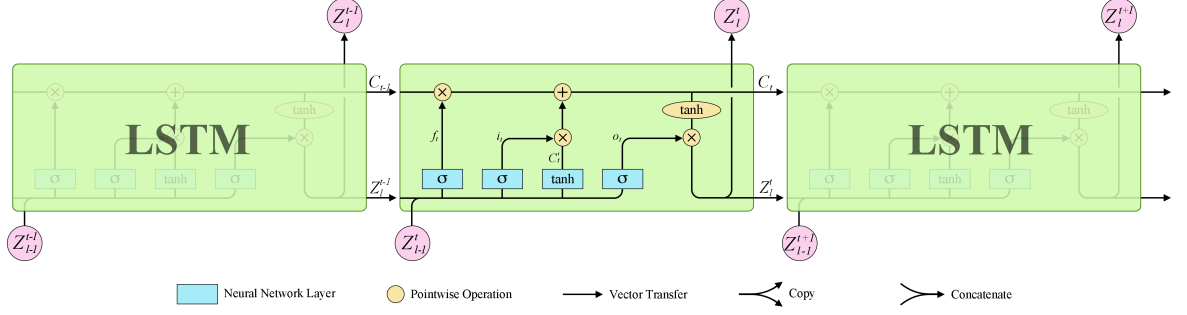 Z_l^{t-1} Z_l^t Z_l^{t+1}
C_{t-1} C_t
tanh tanh tanh
f_t i_t o_t
LSTM LSTM
C'_t
σ σ tanh σ σ σ tanh σ σ σ tanh σ
Z_l^{t-1} Z_l^t
Z_{l-1}^{t-1} Z_{l-1}^t Z_{l-1}^{t+1}
Neural Network Layer Pointwise Operation Vector Transfer Copy Concatenate